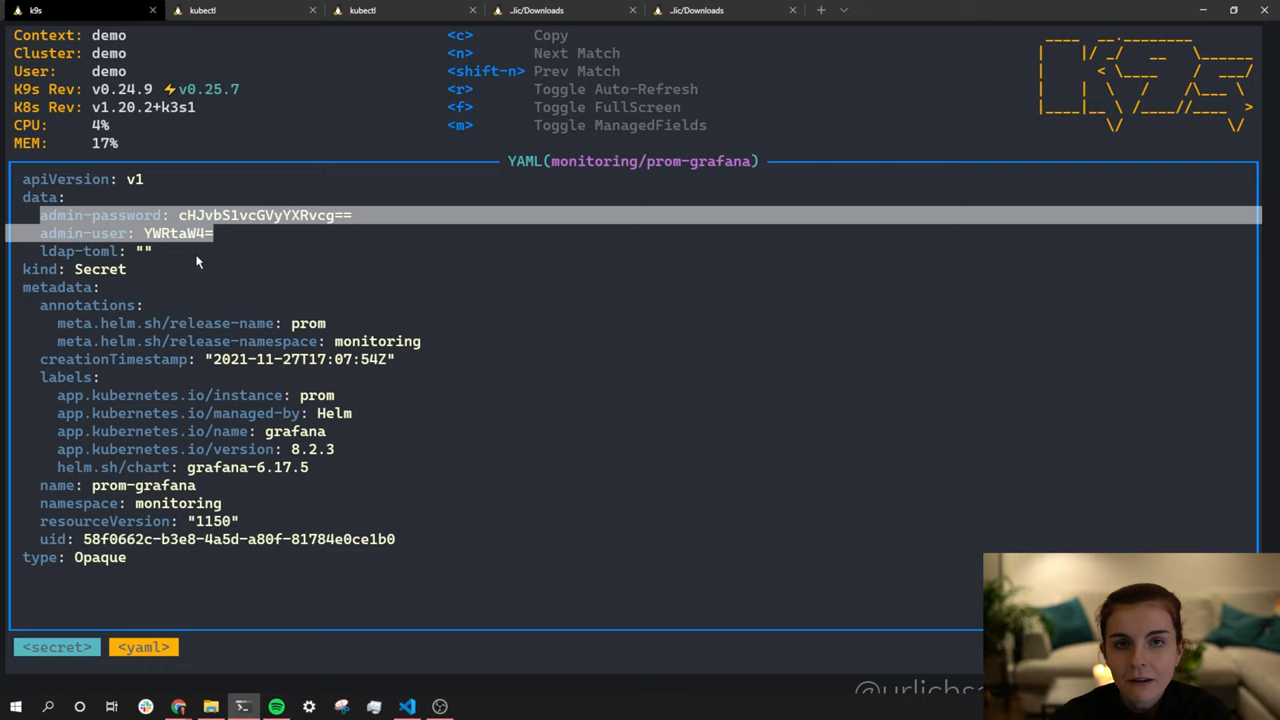 k9s kubectl kubectl ../lic/Downloads ../lic/Downloads
Context: demo
Cluster: demo
User: demo
K9s Rev: v0.24.9 ⚡v0.25.7
K8s Rev: v1.20.2+k3s1
CPU: 4%
MEM: 17%
<c> Copy
<n> Next Match
<shift-n> Prev Match
<r> Toggle Auto-Refresh
<f> Toggle FullScreen
<m> Toggle ManagedFields
YAML(monitoring/prom-grafana)
apiVersion: v1
data:
admin-password: cHJvbS1vcGVyYXRvcg==
admin-user: YWRtaW4=
ldap-toml: ""
kind: Secret
metadata:
annotations:
meta.helm.sh/release-name: prom
meta.helm.sh/release-namespace: monitoring
creationTimestamp: "2021-11-27T17:07:54Z"
labels:
app.kubernetes.io/instance: prom
app.kubernetes.io/managed-by: Helm
app.kubernetes.io/name: grafana
app.kubernetes.io/version: 8.2.3
helm.sh/chart: grafana-6.17.5
name: prom-grafana
namespace: monitoring
resourceVersion: "1150"
uid: 58f0662c-b3e8-4a5d-a80f-81784e0ce1b0
type: Opaque
<secret> <yaml>